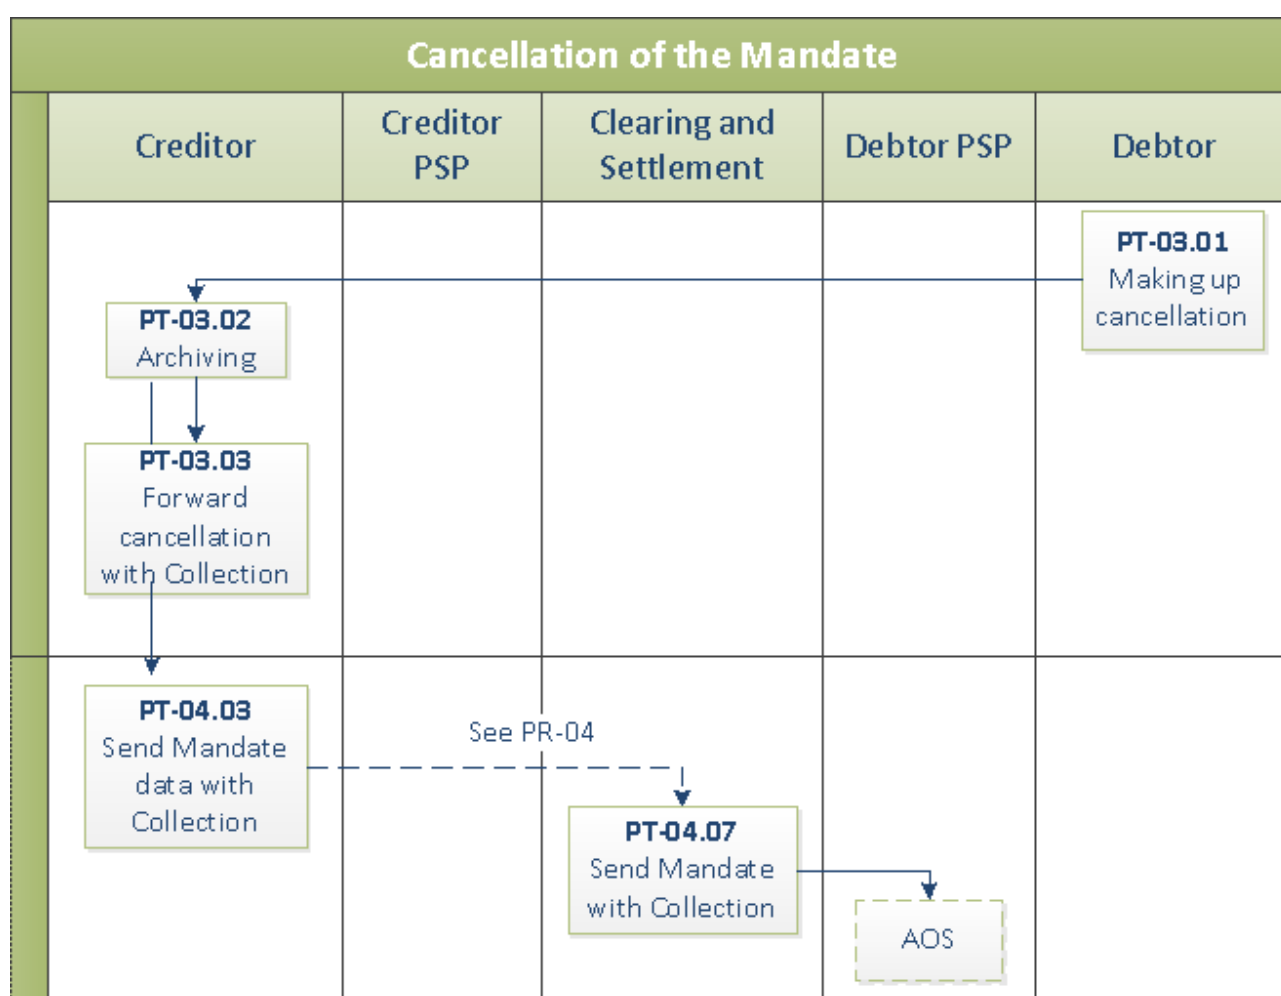 Cancellation of the Mandate
Creditor
Creditor
PSP
Clearing and
Settlement
Debtor PSP
Debtor
PT-03.01
Making up
cancellation
PT-03.02
Archiving
PT-03.03
Forward
cancellation
with Collection
PT-04.03
Send Mandate
data with
Collection
See PR-04
PT-04.07
Send Mandate
with Collection
AOS